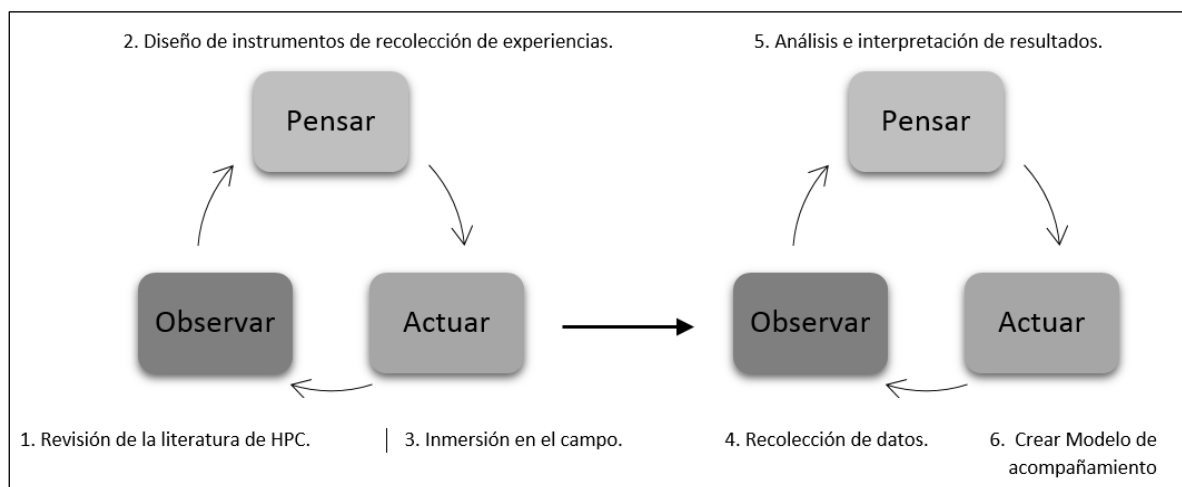 2. Diseño de instrumentos de recolección de experiencias.
5. Análisis e interpretación de resultados.
Pensar
Pensar
Observar
Actuar
Observar
Actuar
1. Revisión de la literatura de HPC.
3. Inmersión en el campo.
4. Recolección de datos.
6. Crear Modelo de
acompañamiento